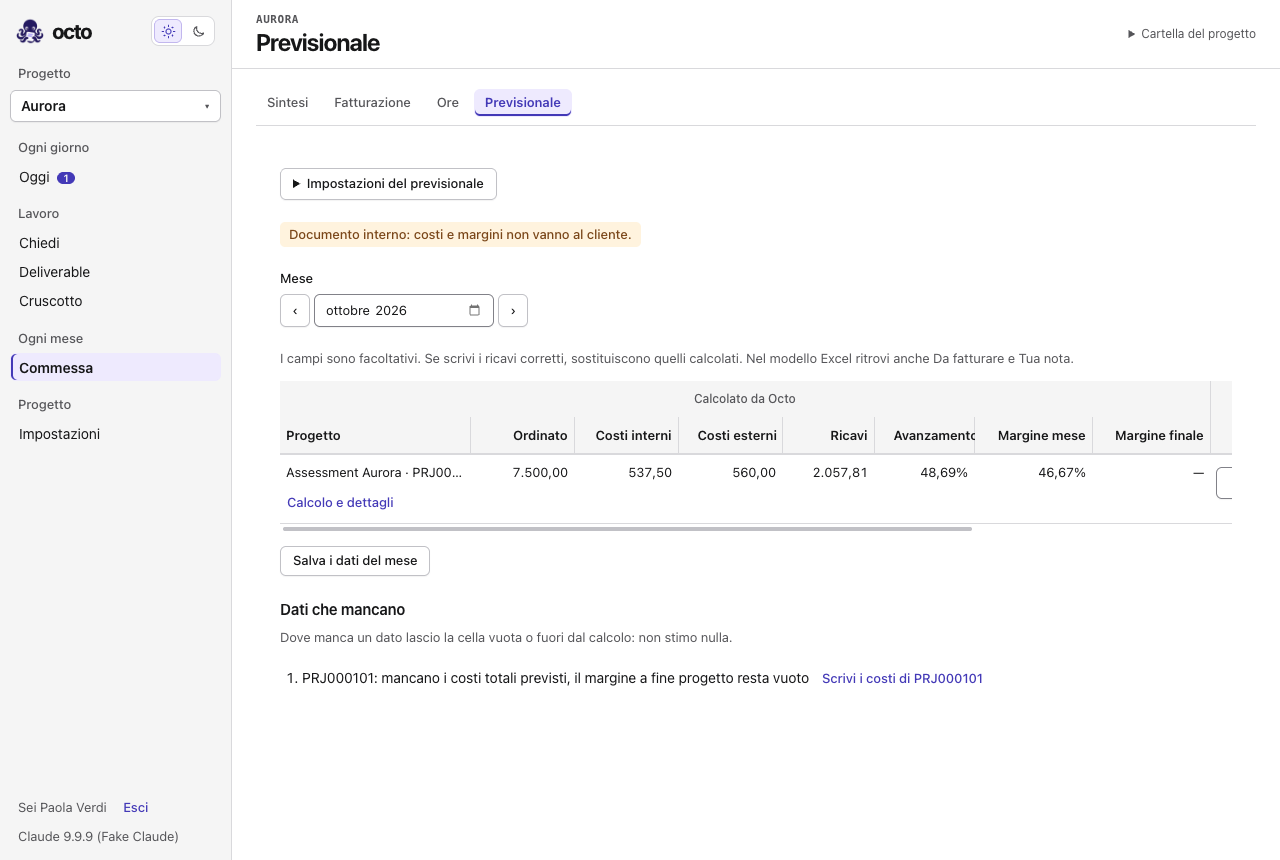 octo
Progetto
Aurora
Ogni giorno
Oggi 1
Lavoro
Chiedi
Deliverable
Cruscotto
Ogni mese
Commessa
Progetto
Impostazioni
Sei Paola Verdi Esci
Claude 9.9.9 (Fake Claude)
AURORA
Previsionale
Cartella del progetto
Sintesi Fatturazione Ore Previsionale
Impostazioni del previsionale
Documento interno: costi e margini non vanno al cliente.
Mese
‹ ottobre 2026 ›
I campi sono facoltativi. Se scrivi i ricavi corretti, sostituiscono quelli calcolati. Nel modello Excel ritrovi anche Da fatturare e Tua nota.
Calcolato da Octo
Progetto Ordinato Costi interni Costi esterni Ricavi Avanzamento Margine mese Margine finale
Assessment Aurora · PRJ00... 7.500,00 537,50 560,00 2.057,81 48,69% 46,67% —
Calcolo e dettagli
Salva i dati del mese
Dati che mancano
Dove manca un dato lascio la cella vuota o fuori dal calcolo: non stimo nulla.
1. PRJ000101: mancano i costi totali previsti, il margine a fine progetto resta vuoto Scrivi i costi di PRJ000101